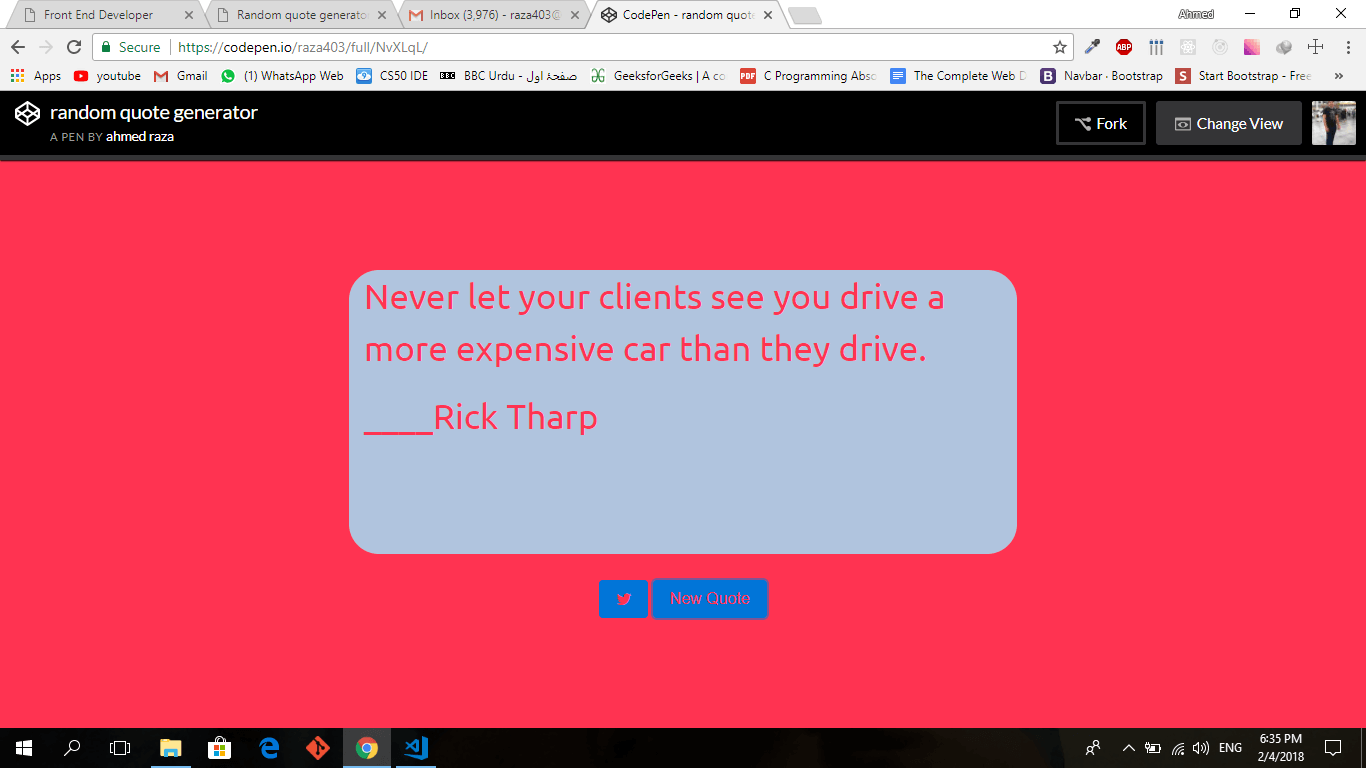 Front End Developer
Random quote generato
Inbox (3,976) - raza403@
CodePen - random quot
Ahmed
Secure
https://codepen.io/raza403/full/NvXLqL/
ABP
Apps
youtube
Gmail
(1) WhatsApp Web
CS50 IDE
BBC
BBC Urdu - صفحۂ اول
GeeksforGeeks | A co
PDF
C Programming Absc
The Complete Web D
B
Navbar · Bootstrap
S
Start Bootstrap - Free
»
random quote generator
A PEN BY ahmed raza
Fork
Change View
Never let your clients see you drive a
more expensive car than they drive.
____Rick Tharp
New Quote
ENG
6:35 PM
2/4/2018